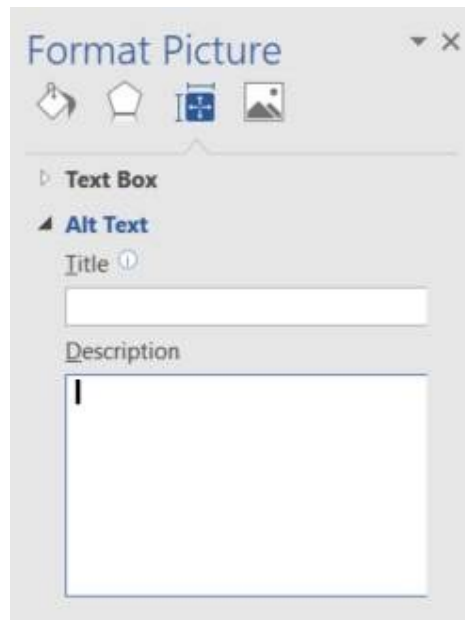 Format Picture
Text Box
Alt Text
Title
Description